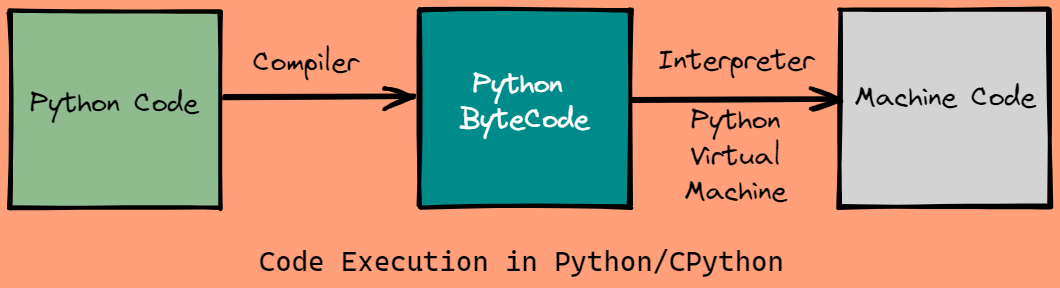 Python Code
Compiler
Python
ByteCode
Interpreter
Python
Virtual
Machine
Machine Code
Code Execution in Python/CPython